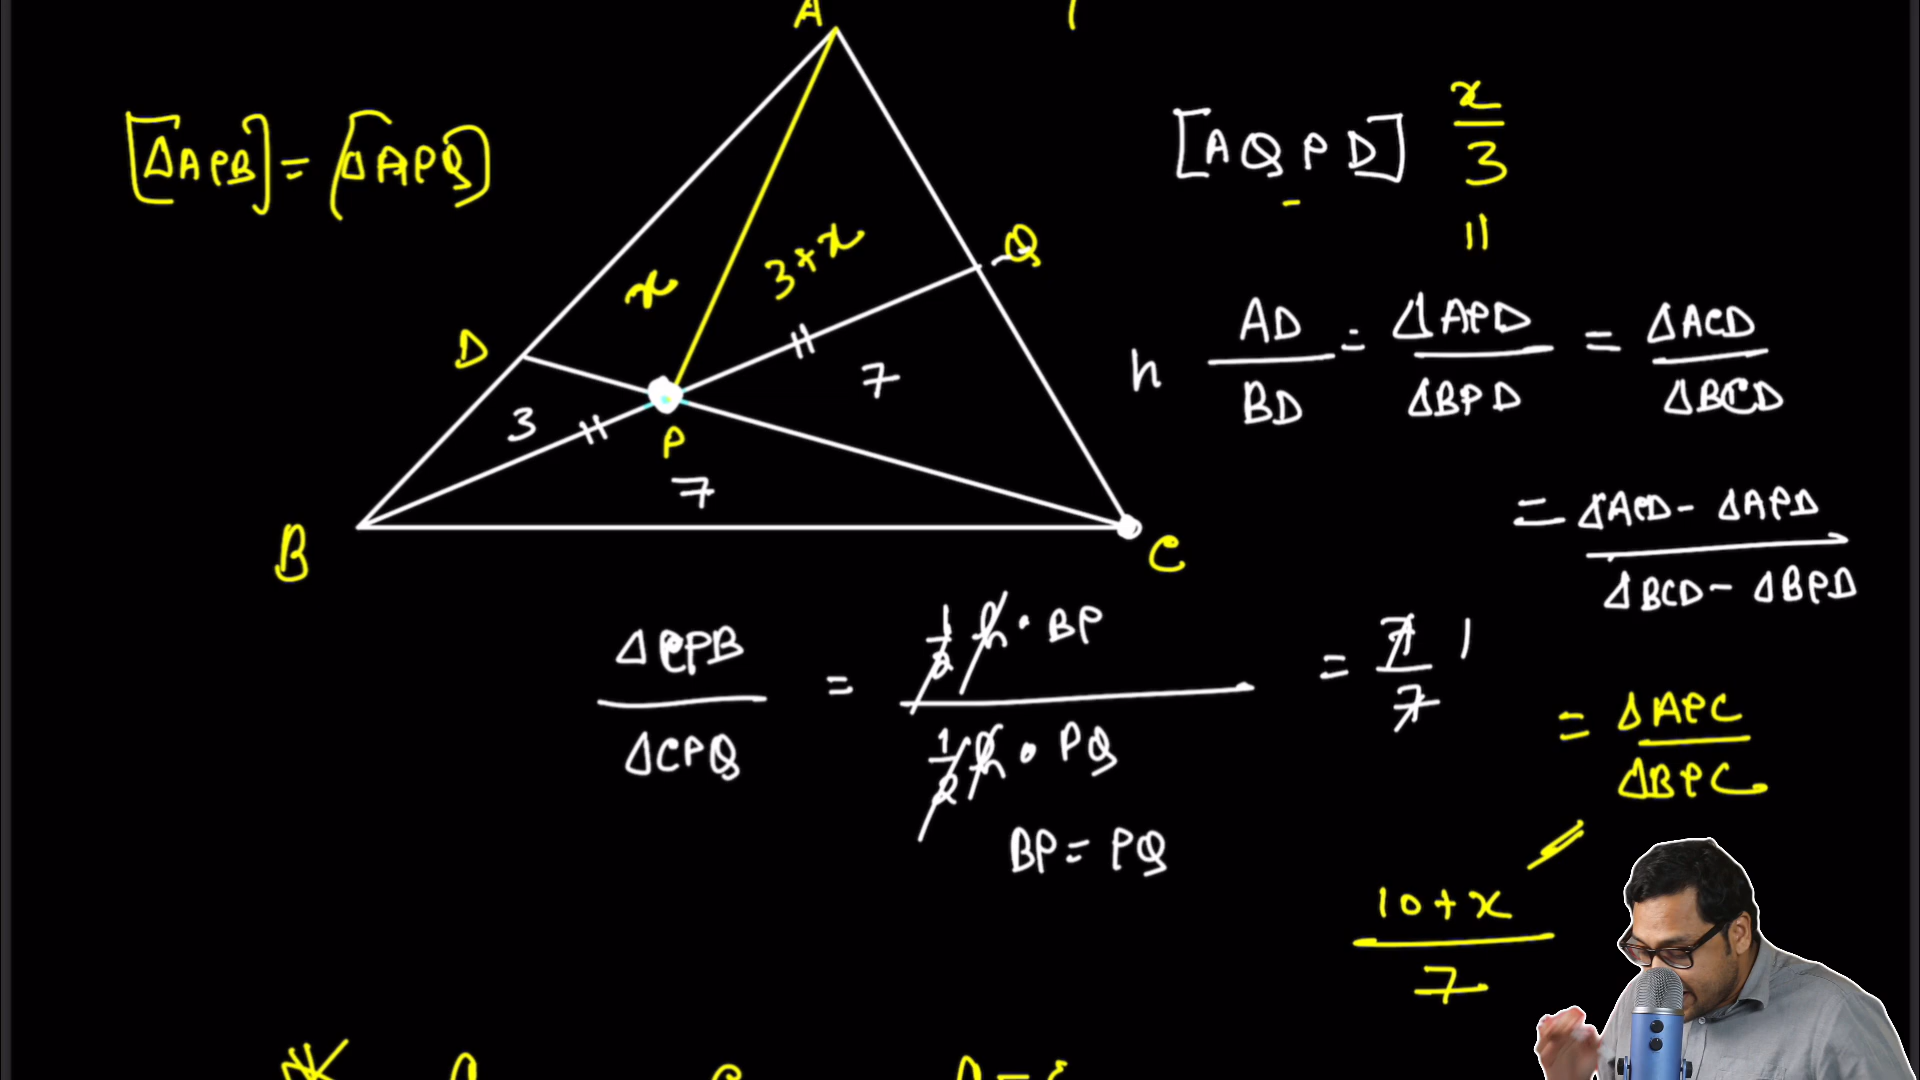 A
[ΔAPB] = [ΔAPQ]
[AQPD]
x/3
=
x
3+x
Q
D
3
P
7
7
B
C
h
AD/BD = ΔAPD/ΔBPD = ΔACD/ΔBCD
= ΔACD - ΔAPD / ΔBCD - ΔBPD
ΔCPB/ΔCPQ = 1/2 h · BP / 1/2 h · PQ = 7/7 1
= ΔAPC/ΔBPC
BP = PQ
10+x/7